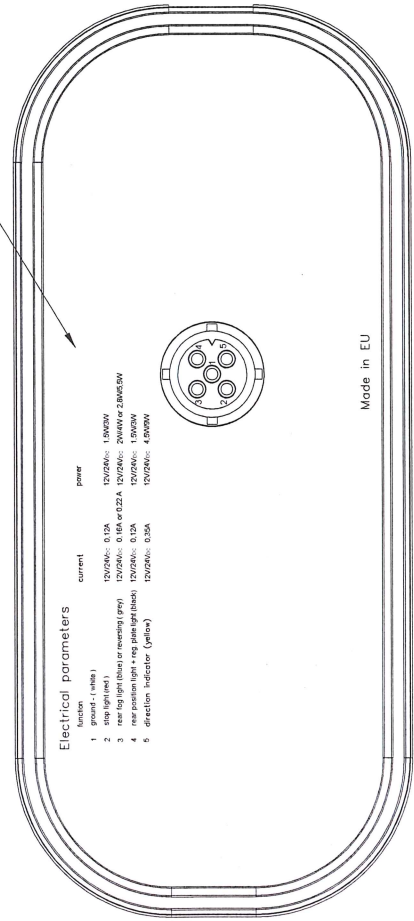 Electrical parameters
function current power
1 ground - ( white )
2 stop light (red ) 12V/24VDC 0,12A 12V/24VDC 1.5W/3W
3 rear fog light (blue) or reversing ( grey) 12V/24VDC 0,16A or 0.22 A 12V/24VDC 2W/4W or 2,8W/5,5W
4 rear position light + reg. plate light (black) 12V/24VDC 0,12A 12V/24VDC 1.5W/3W
5 direction indicator (yellow) 12V/24VDC 0,35A 12V/24VDC 4.5W/9W
3 4
1
2 5
Made in EU